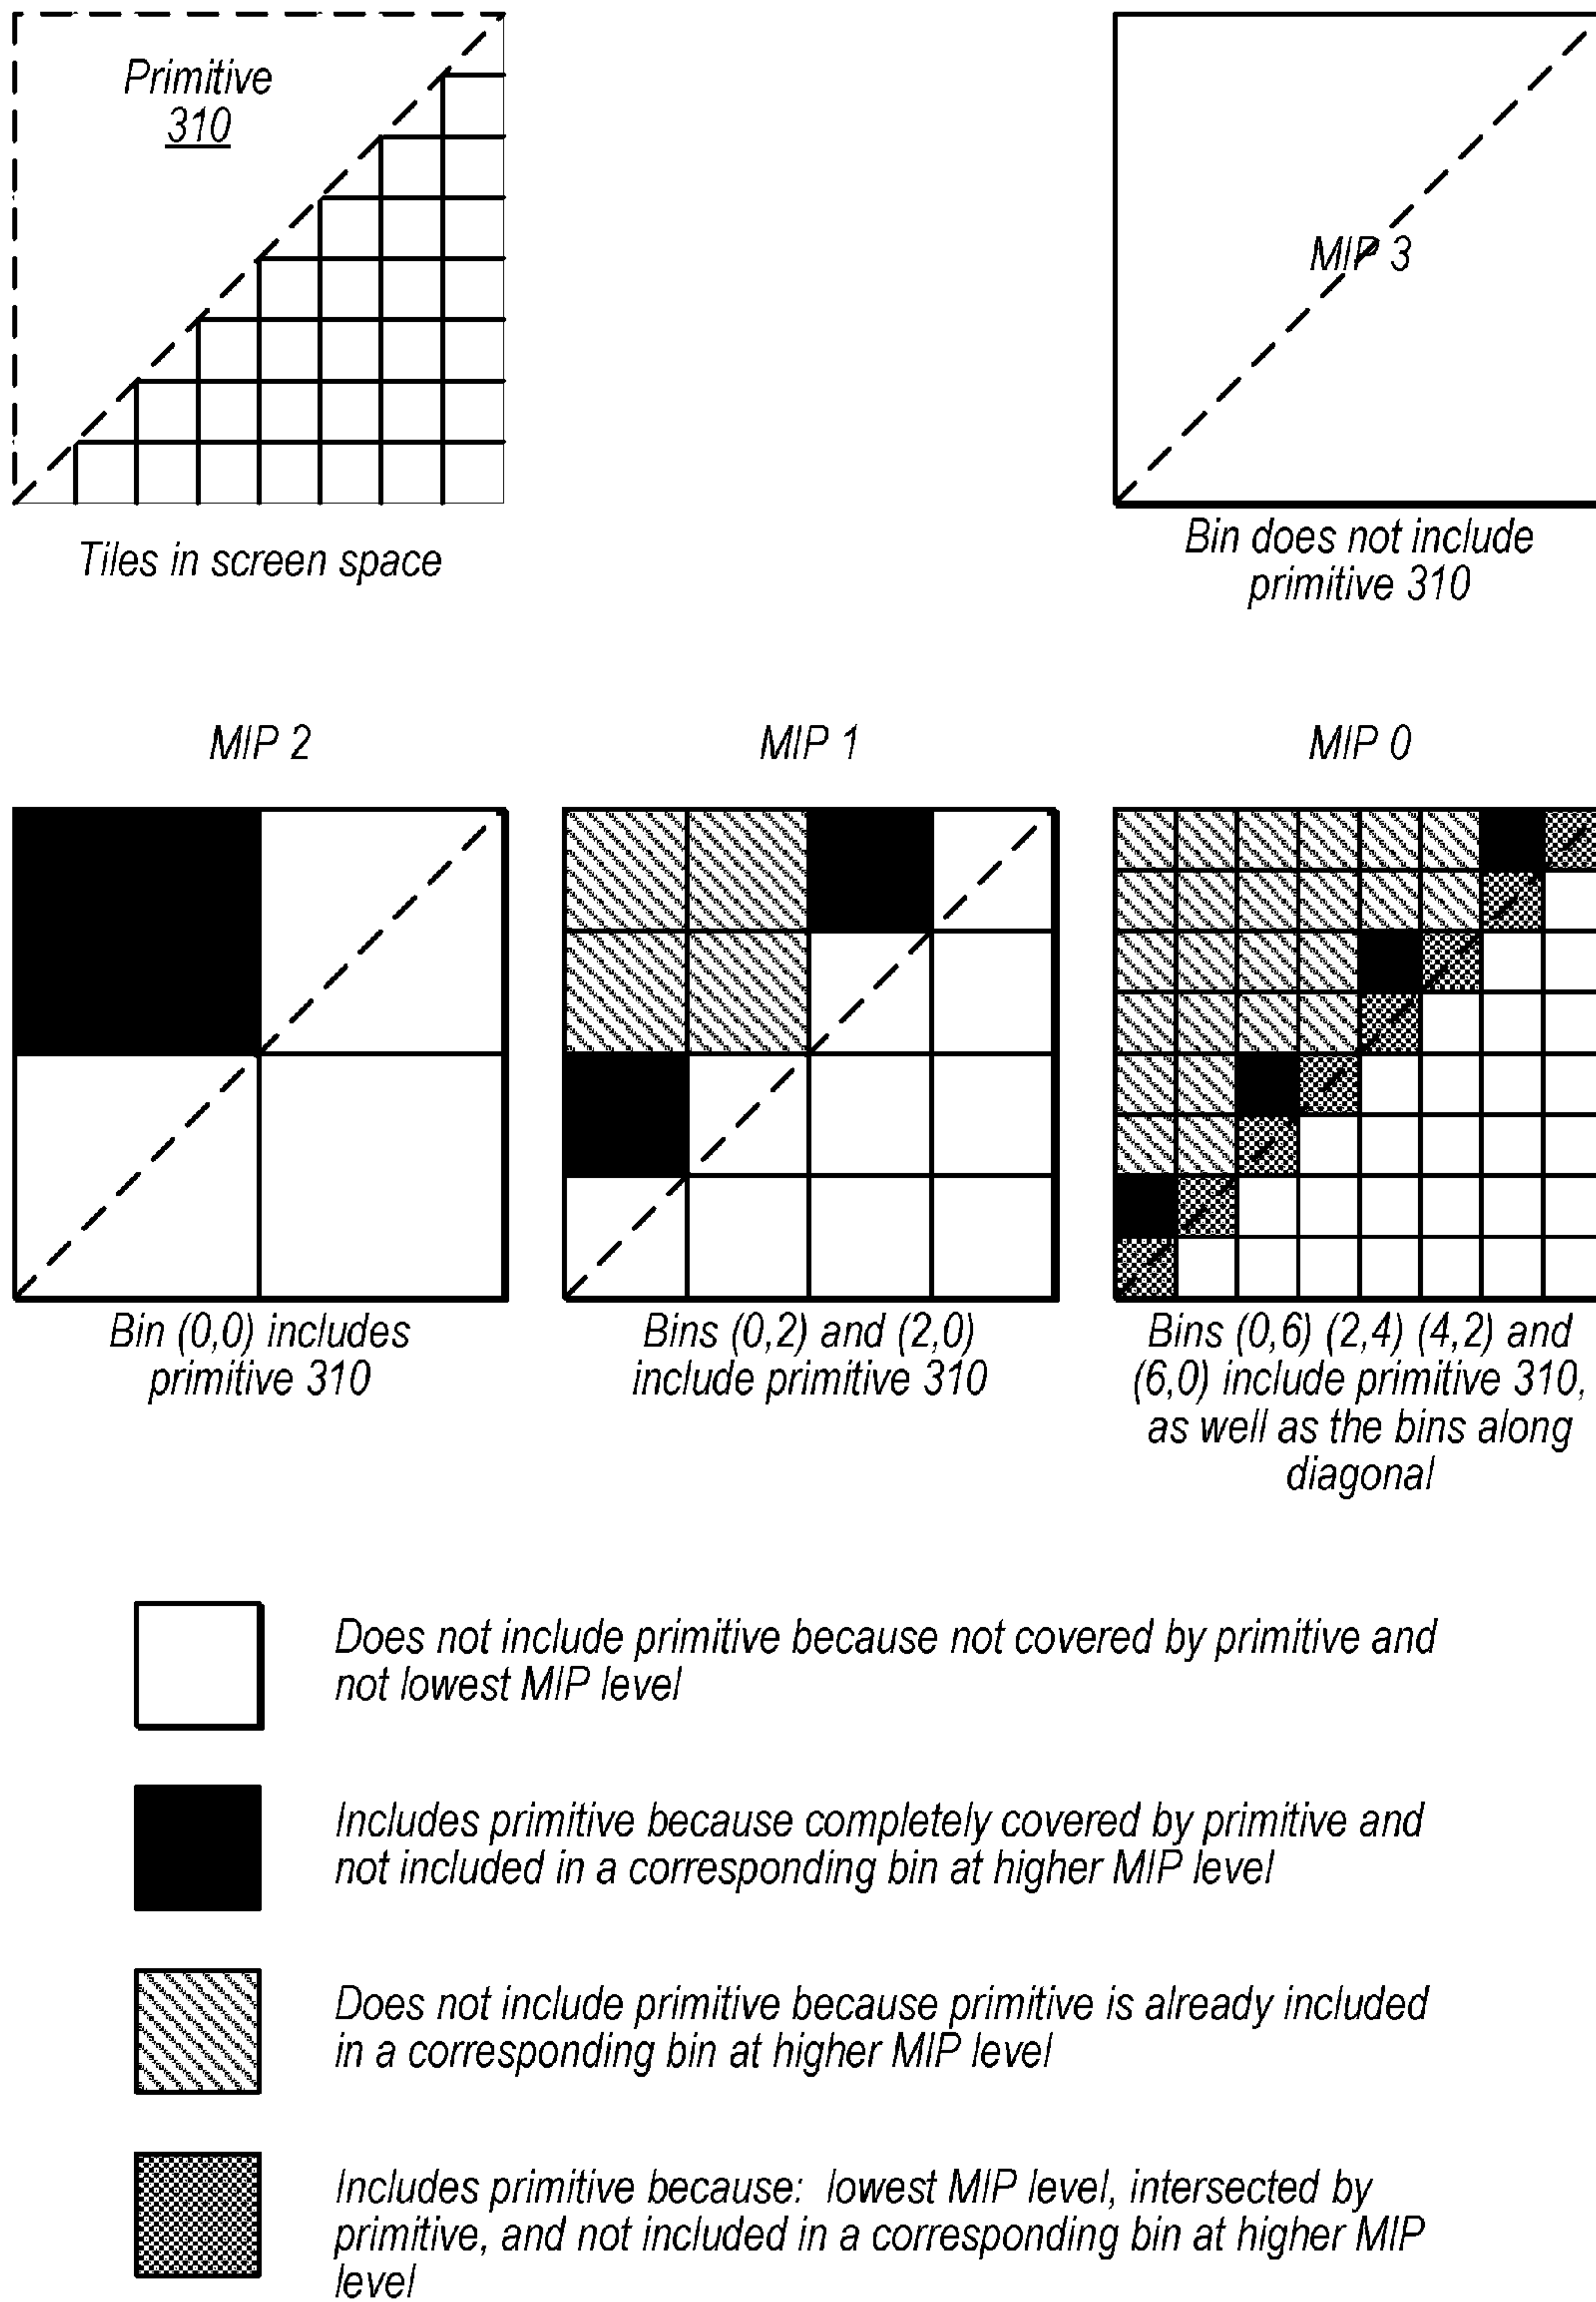 Primitive
310
Tiles in screen space
MIP 3
Bin does not include
primitive 310
MIP 2
Bin (0,0) includes
primitive 310
MIP 1
Bins (0,2) and (2,0)
include primitive 310
MIP 0
Bins (0,6) (2,4) (4,2) and
(6,0) include primitive 310,
as well as the bins along
diagonal
Does not include primitive because not covered by primitive and
not lowest MIP level
Includes primitive because completely covered by primitive and
not included in a corresponding bin at higher MIP level
Does not include primitive because primitive is already included
in a corresponding bin at higher MIP level
Includes primitive because: lowest MIP level, intersected by
primitive, and not included in a corresponding bin at higher MIP
level